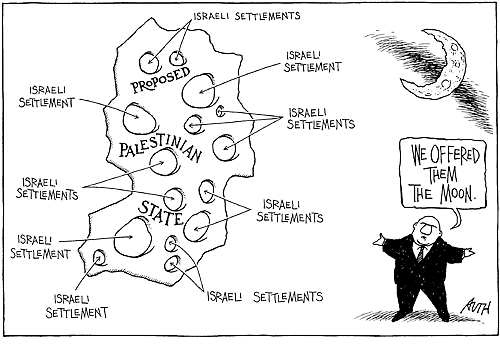 ISRAELI SETTLEMENTS
PROPOSED
ISRAELI
SETTLEMENT
ISRAELI
SETTLEMENT
ISRAELI
SETTLEMENTS
PALESTINIAN
ISRAELI
SETTLEMENTS
STATE
ISRAELI
SETTLEMENTS
ISRAELI
SETTLEMENT
ISRAELI
SETTLEMENT
ISRAELI SETTLEMENTS
WE OFFERED
THEM
THE MOON.
AUTH